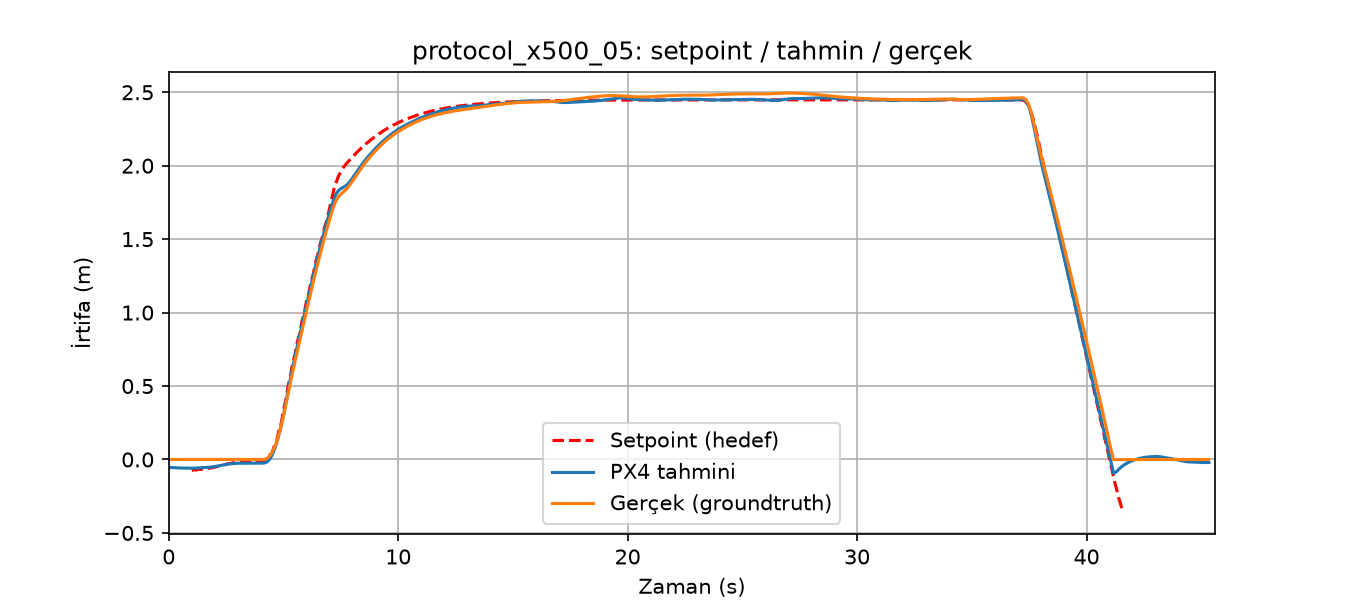 protocol_x500_05: setpoint / tahmin / gerçek
İrtifa (m)
2.5
2.0
1.5
1.0
0.5
0.0
−0.5
Setpoint (hedef)
PX4 tahmini
Gerçek (groundtruth)
0 10 20 30 40
Zaman (s)